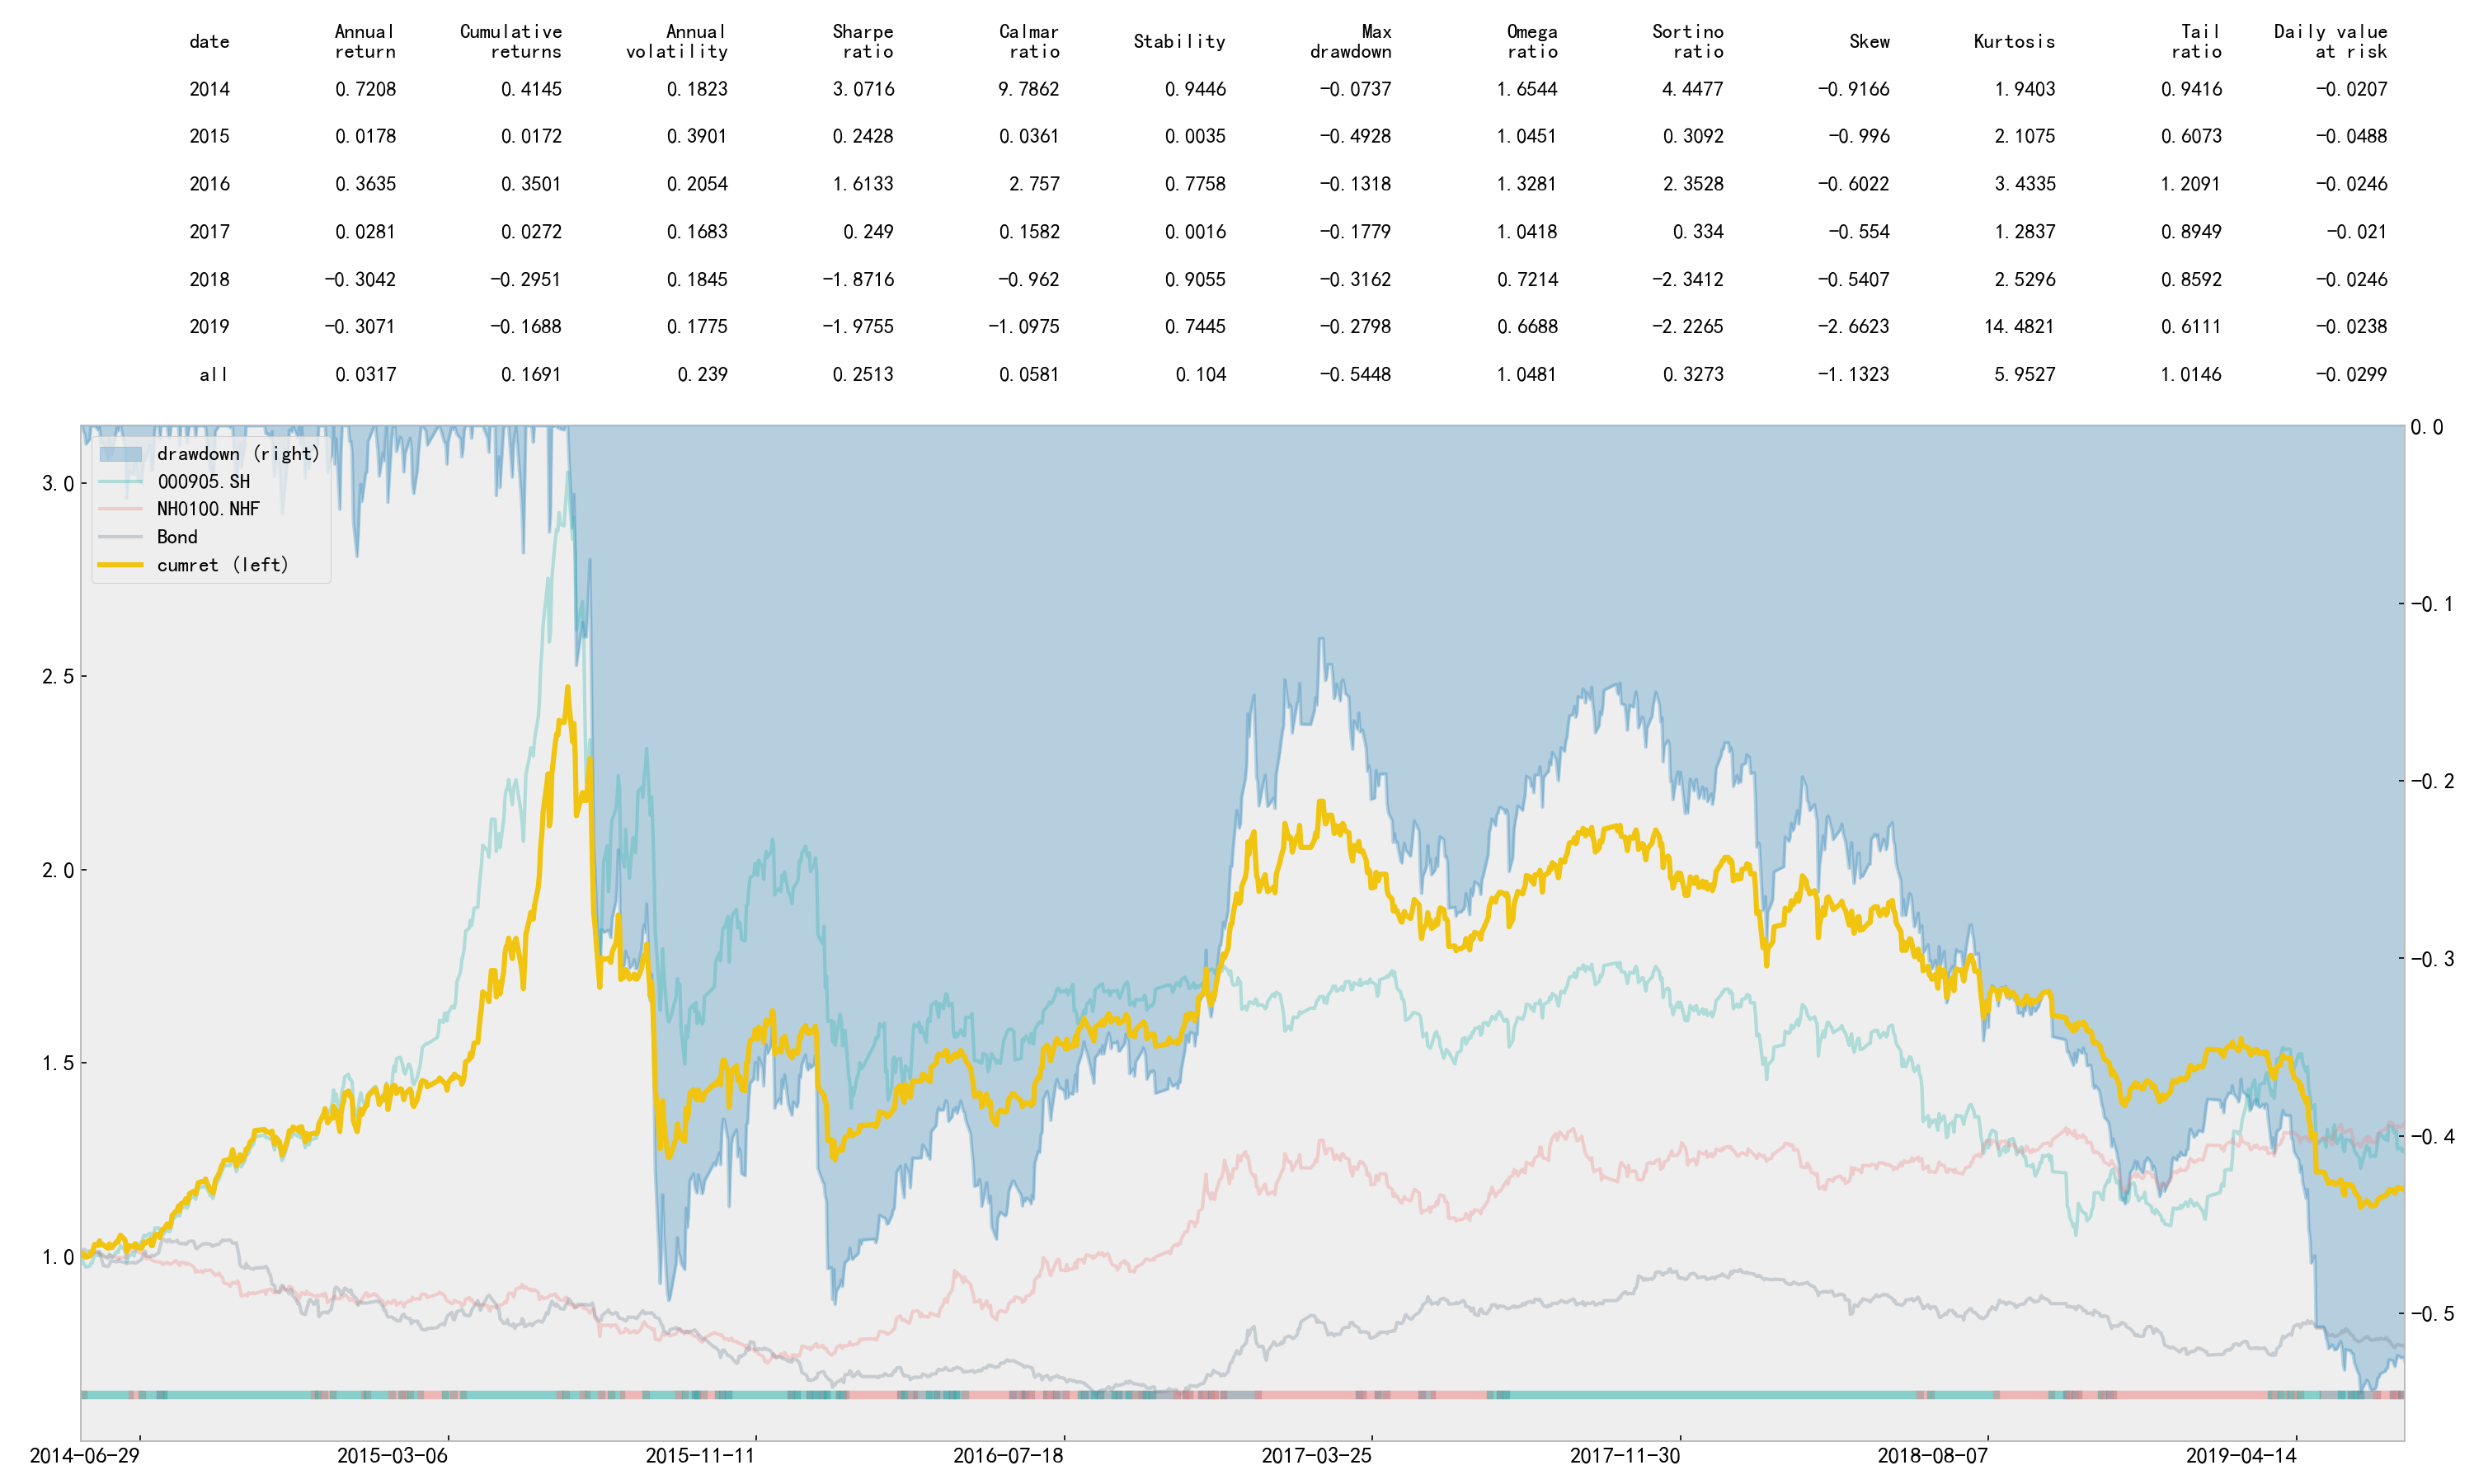 date Annual return Cumulative returns Annual volatility Sharpe ratio Calmar ratio Stability Max drawdown Omega ratio Sortino ratio Skew Kurtosis Tail ratio Daily value at risk
2014 0.7208 0.4145 0.1823 3.0716 9.7862 0.9446 -0.0737 1.6544 4.4477 -0.9166 1.9403 0.9416 -0.0207
2015 0.0178 0.0172 0.3901 0.2428 0.0361 0.0035 -0.4928 1.0451 0.3092 -0.996 2.1075 0.6073 -0.0488
2016 0.3635 0.3501 0.2054 1.6133 2.757 0.7758 -0.1318 1.3281 2.3528 -0.6022 3.4335 1.2091 -0.0246
2017 0.0281 0.0272 0.1683 0.249 0.1582 0.0016 -0.1779 1.0418 0.334 -0.554 1.2837 0.8949 -0.021
2018 -0.3042 -0.2951 0.1845 -1.8716 -0.962 0.9055 -0.3162 0.7214 -2.3412 -0.5407 2.5296 0.8592 -0.0246
2019 -0.3071 -0.1688 0.1775 -1.9755 -1.0975 0.7445 -0.2798 0.6688 -2.2265 -2.6623 14.4821 0.6111 -0.0238
all 0.0317 0.1691 0.239 0.2513 0.0581 0.104 -0.5448 1.0481 0.3273 -1.1323 5.9527 1.0146 -0.0299
drawdown (right)
000905.SH
NH0100.NHF
Bond
cumret (left)
3.0
2.5
2.0
1.5
1.0
0.0
-0.1
-0.2
-0.3
-0.4
-0.5
2014-06-29 2015-03-06 2015-11-11 2016-07-18 2017-03-25 2017-11-30 2018-08-07 2019-04-14